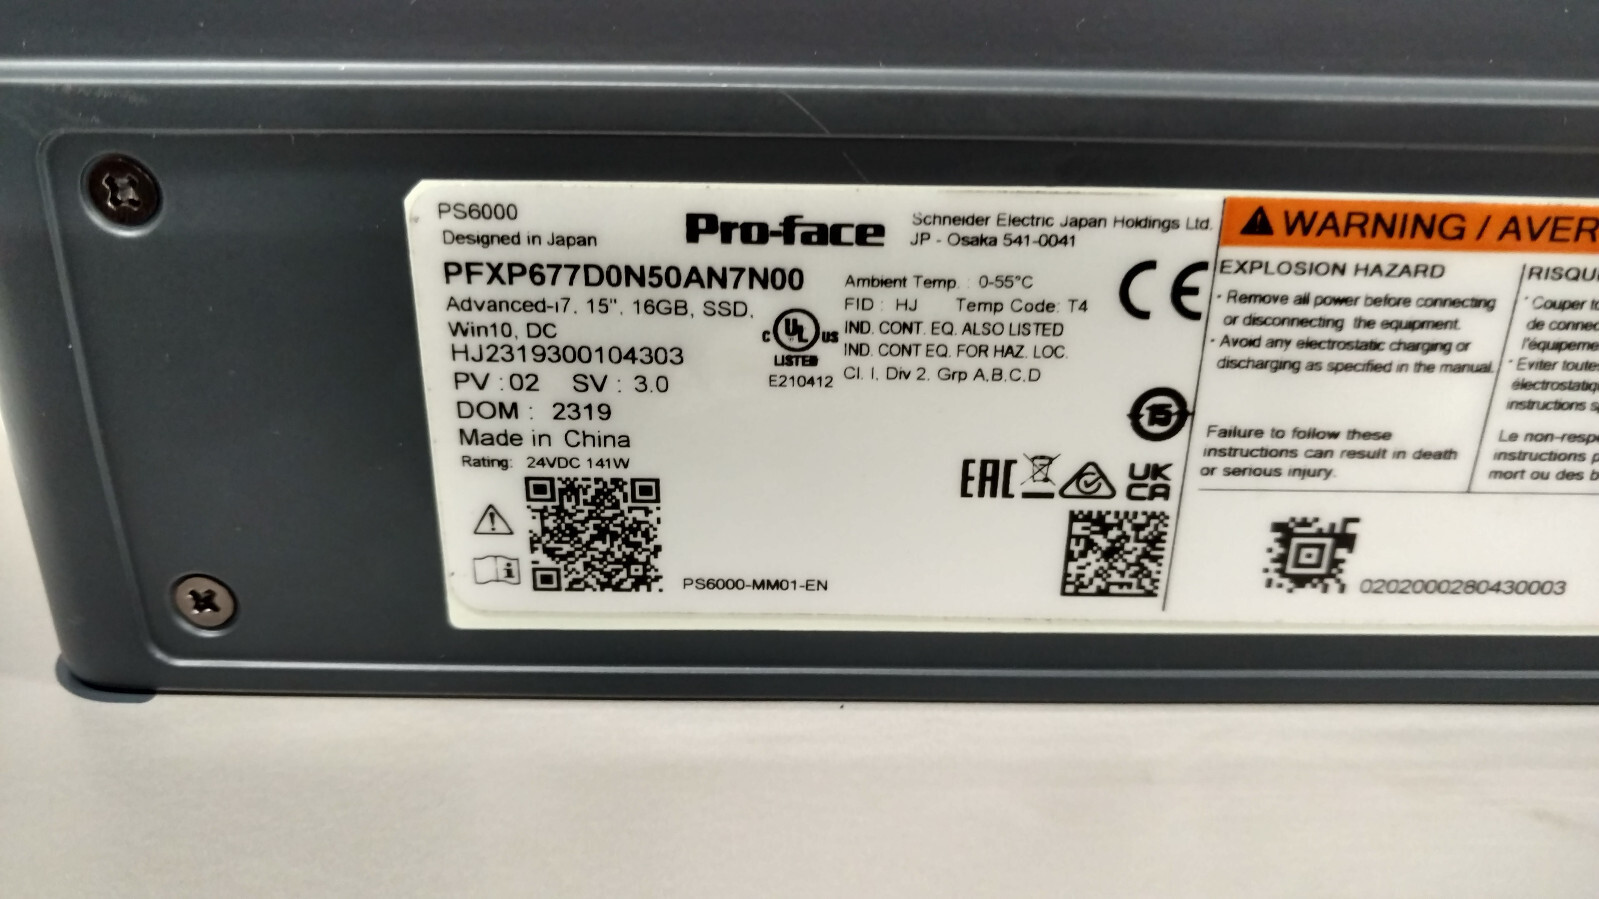 PS6000
Designed in Japan
Pro-face
Schneider Electric Japan Holdings Ltd.
JP - Osaka 541-0041
PFXP677D0N50AN7N00
Advanced-i7, 15", 16GB, SSD,
Win10, DC
HJ2319300104303
PV : 02 SV : 3.0
DOM : 2319
Made in China
Rating: 24VDC 141W
Ambient Temp. : 0-55°C
FID : HJ Temp Code: T4
IND. CONT. EQ. ALSO LISTED
IND. CONT EQ. FOR HAZ. LOC.
Cl. I, Div 2, Grp A,B,C,D
C UL US
LISTED
E210412
CE
15
EAC
UK
CA
PS6000-MM01-EN
WARNING / AVER
EXPLOSION HAZARD
• Remove all power before connecting
or disconnecting the equipment.
• Avoid any electrostatic charging or
discharging as specified in the manual.
Failure to follow these
instructions can result in death
or serious injury.
RISQU
• Couper
de connec
l'équipeme
• Eviter toute
électrostatiq
instructions
Le non-resp
instructions
mort ou des
0202000280430003